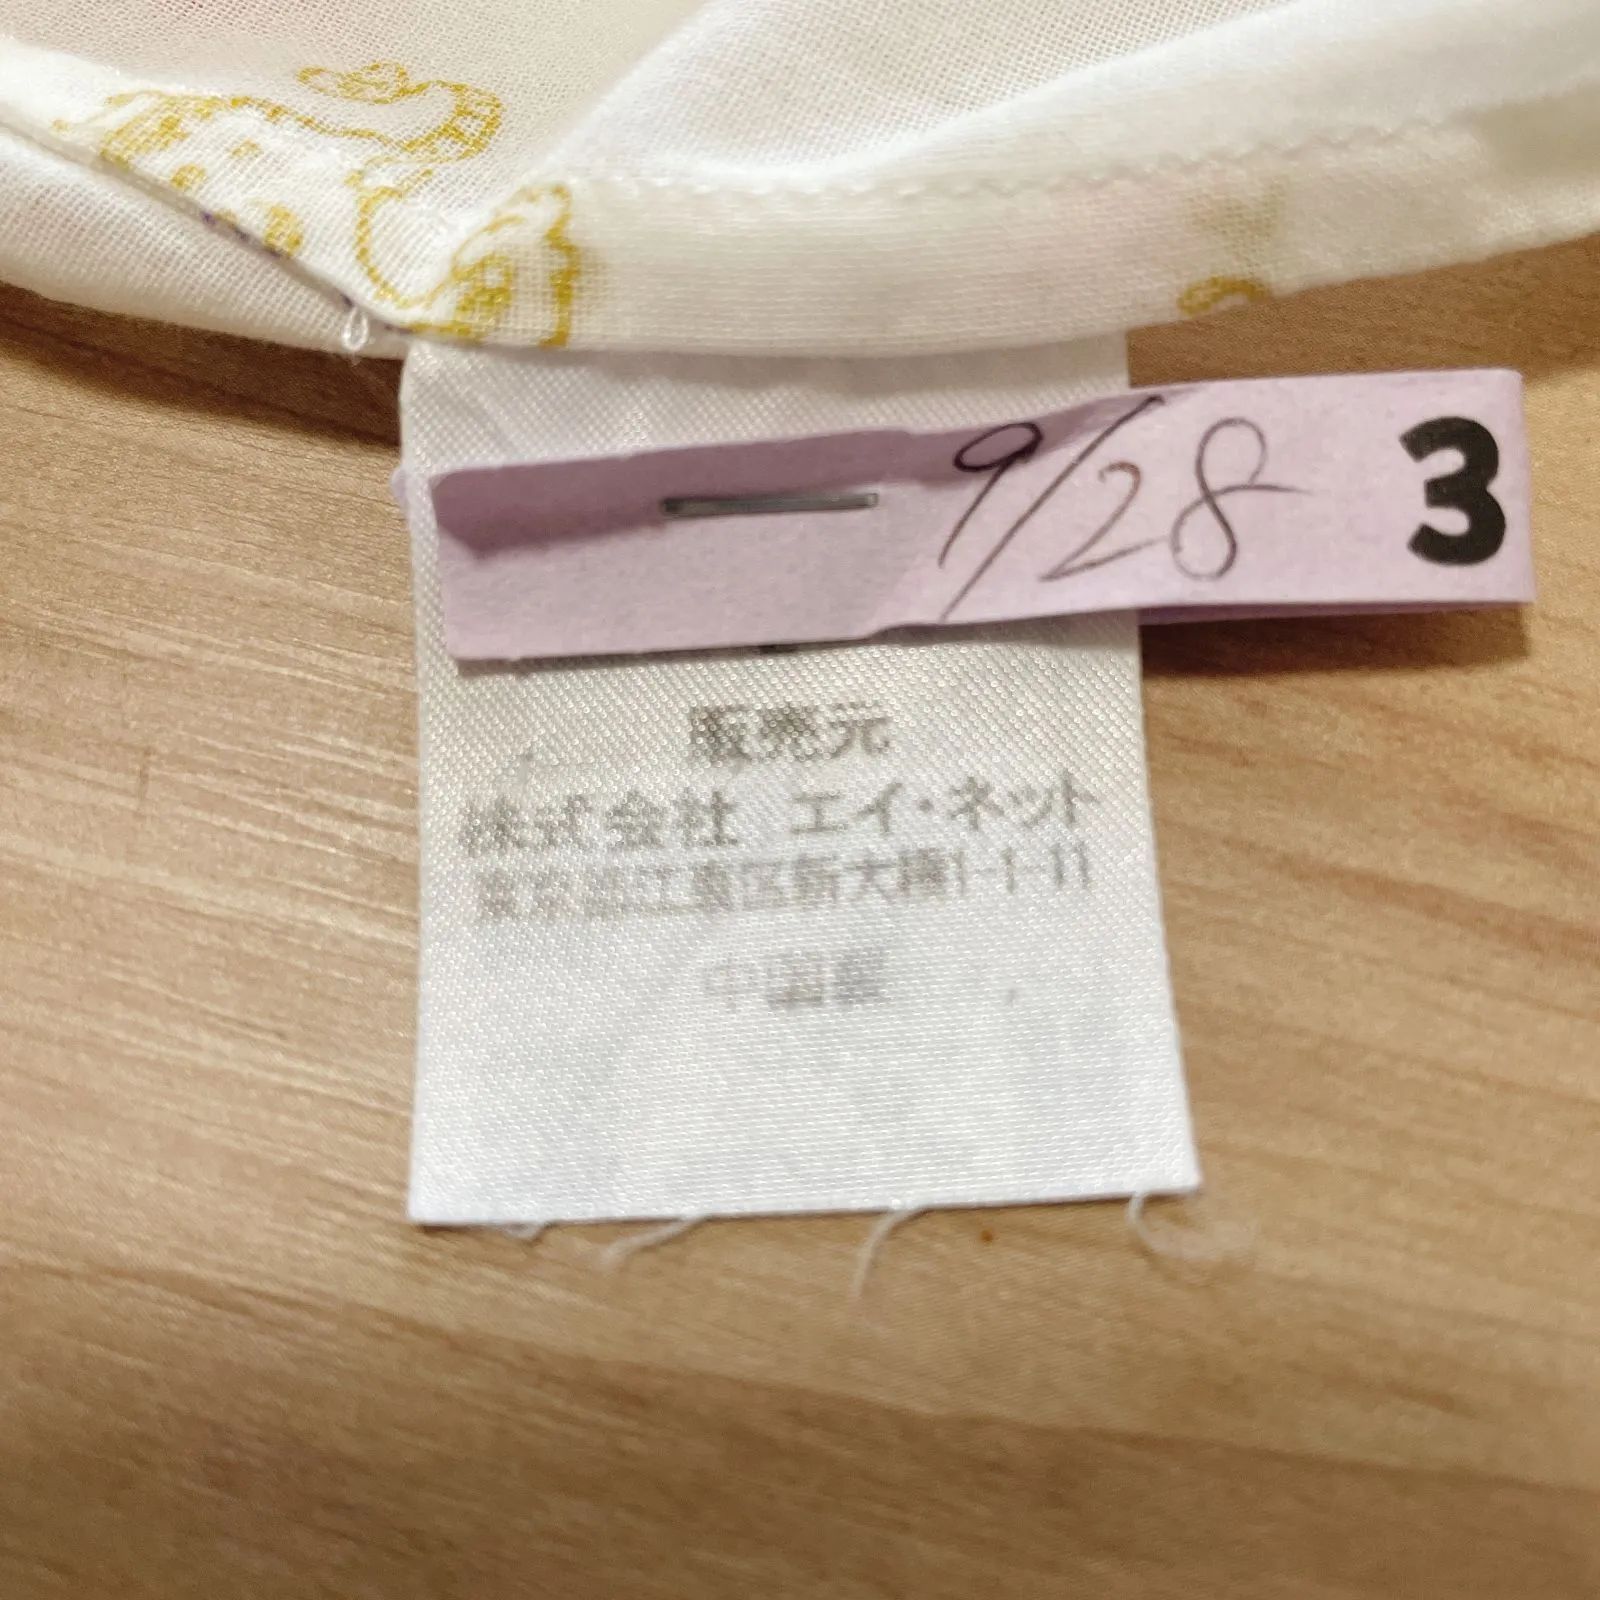 9/28 3
販売元
株式会社 エイ・ネット
東京都江東区新大橋1-1-11
中国製